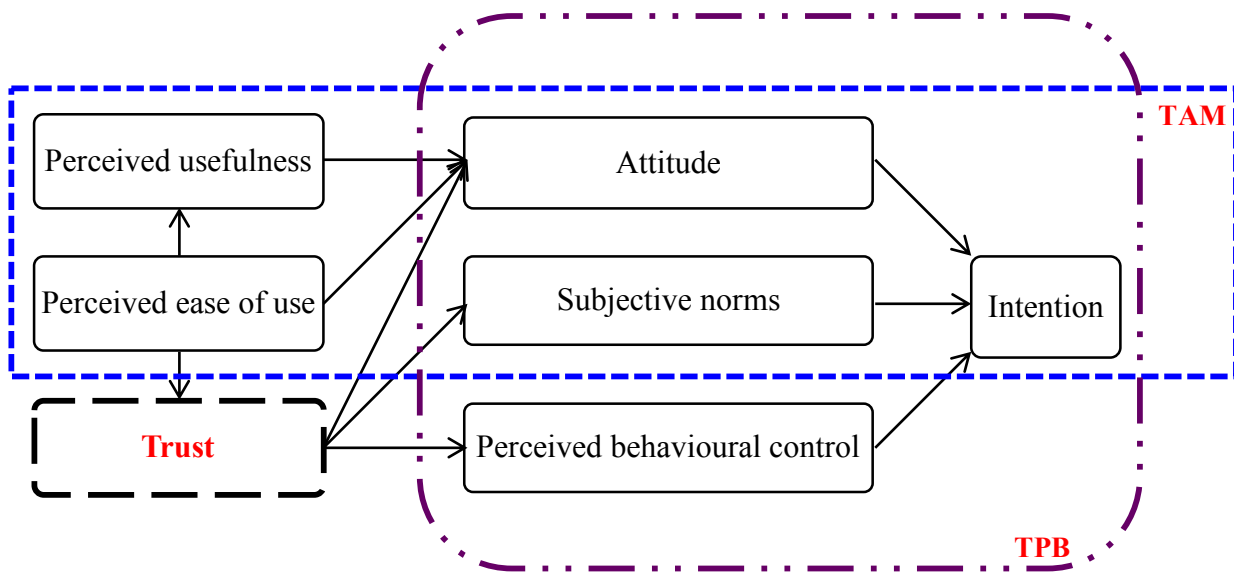 TAM
Perceived usefulness
Attitude
Perceived ease of use
Subjective norms
Intention
Trust
Perceived behavioural control
TPB